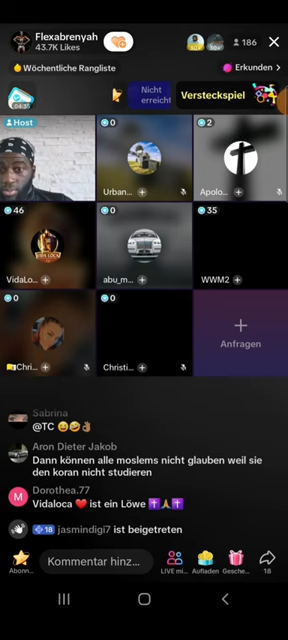 Flexabrenyah
43.7K Likes
186
Wöchentliche Rangliste
Erkunden >
04:51
Nicht
erreicht
Versteckspiel
Host
0
2
Urban...
Apolo...
46
0
35
VidaLo...
abu_m...
WWM2
0
0
Chri...
Christi...
Anfragen
Sabrina
@TC 😆🤣👌🏽
Aron Dieter Jakob
Dann können alle moslems nicht glauben weil sie
den koran nicht studieren
M
Dorothea.77
Vidaloca ❤️ ist ein Löwe ✝️🙏✝️
18 jasmindigi7 ist beigetreten
Kommentar hinz...
Abonn...
LIVE mi...
Aufladen
Gesche...
18